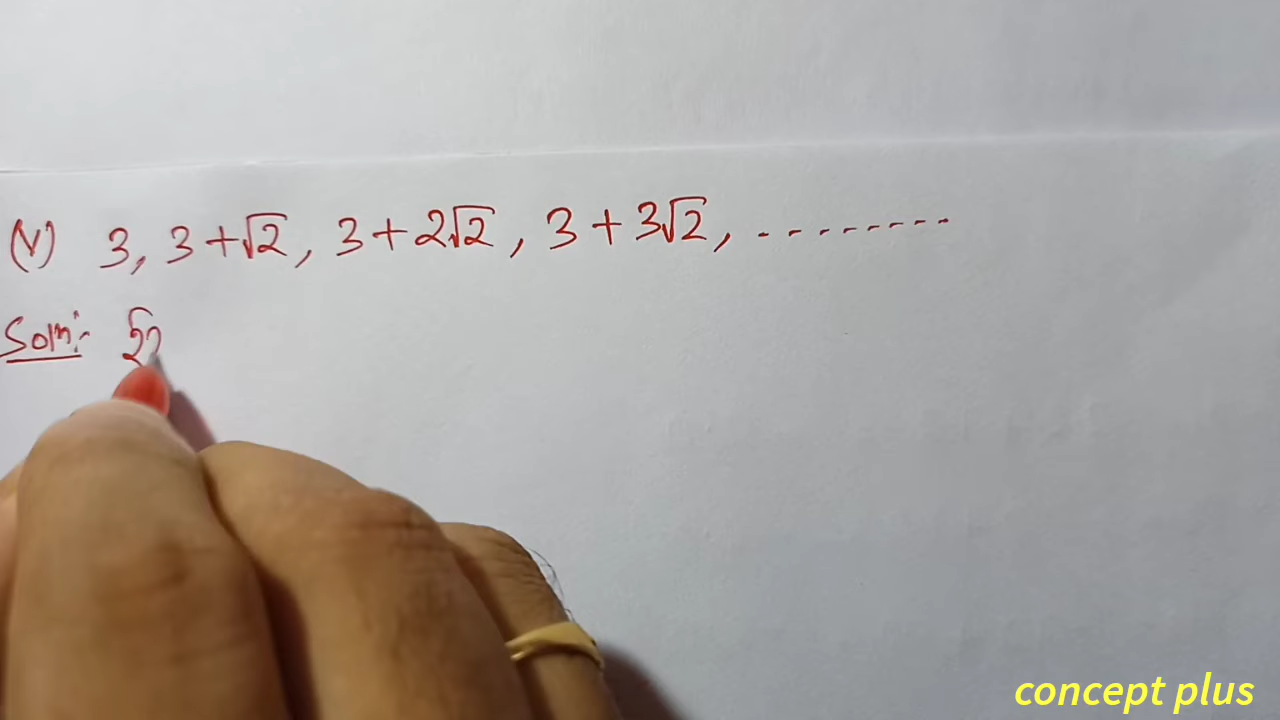 (V) 3, 3 + √2, 3 + 2√2, 3 + 3√2, ........
Soln:-
concept plus